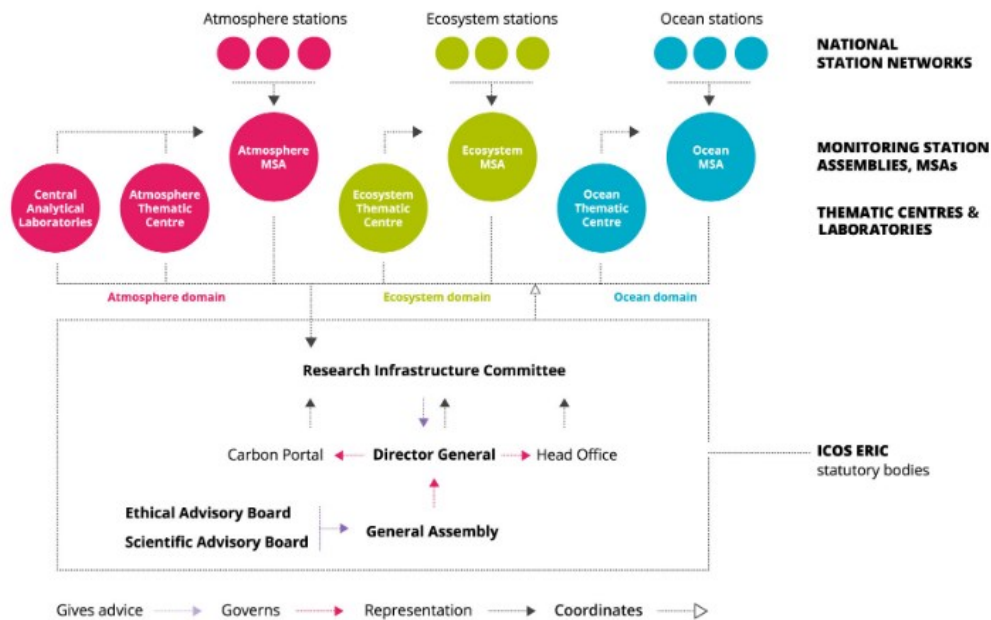 Atmosphere stations
Ecosystem stations
Ocean stations
NATIONAL
STATION NETWORKS
Atmosphere
MSA
Ecosystem
MSA
Ocean
MSA
MONITORING STATION
ASSEMBLIES, MSAs
Central
Analytical
Laboratories
Atmosphere
Thematic
Centre
Ecosystem
Thematic
Centre
Ocean
Thematic
Centre
THEMATIC CENTRES &
LABORATORIES
Atmosphere domain
Ecosystem domain
Ocean domain
Research Infrastructure Committee
Carbon Portal
Director General
Head Office
ICOS ERIC
statutory bodies
Ethical Advisory Board
Scientific Advisory Board
General Assembly
Gives advice
Governs
Representation
Coordinates